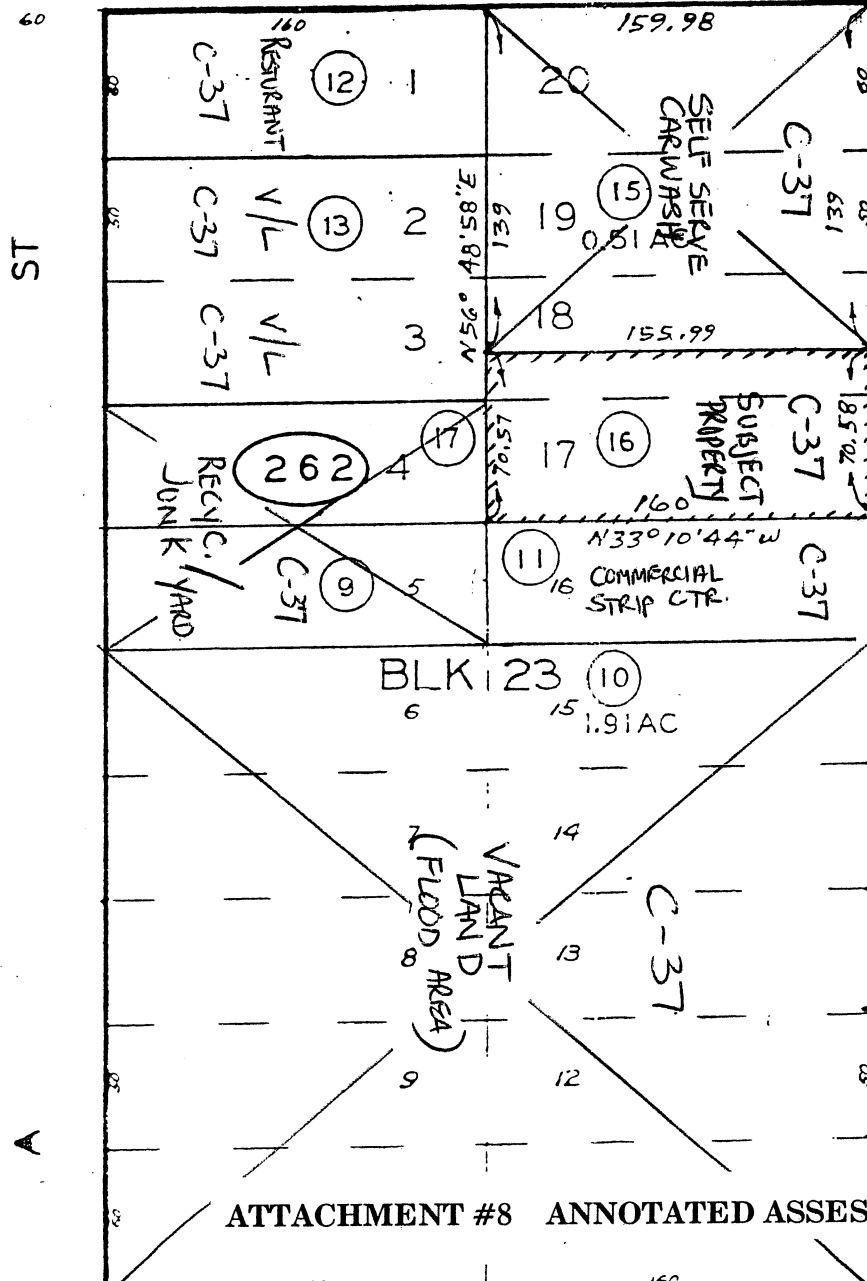 60
160
159.98
C-37
RESTURANT
12
1
20
SELF SERVE
CARWASH
C-37
C-37
V/L
13
2
N56°48'58"E
139
19
15
0.51 AC
139
C-37
V/L
3
18
155.99
ST
17
4
262
RECYC. /
JUNK YARD
70.57
17
16
SUBJECT
PROPERTY
C-37
160
N33°10'44"W
C-37
9
5
11
16
COMMERCIAL
STRIP CTR.
C-37
BLK 23
10
6
15
1.91AC
7
14
VACANT
LAND
(FLOOD AREA)
C-37
8
13
9
12
50
A
ATTACHMENT #8 ANNOTATED ASSES
160